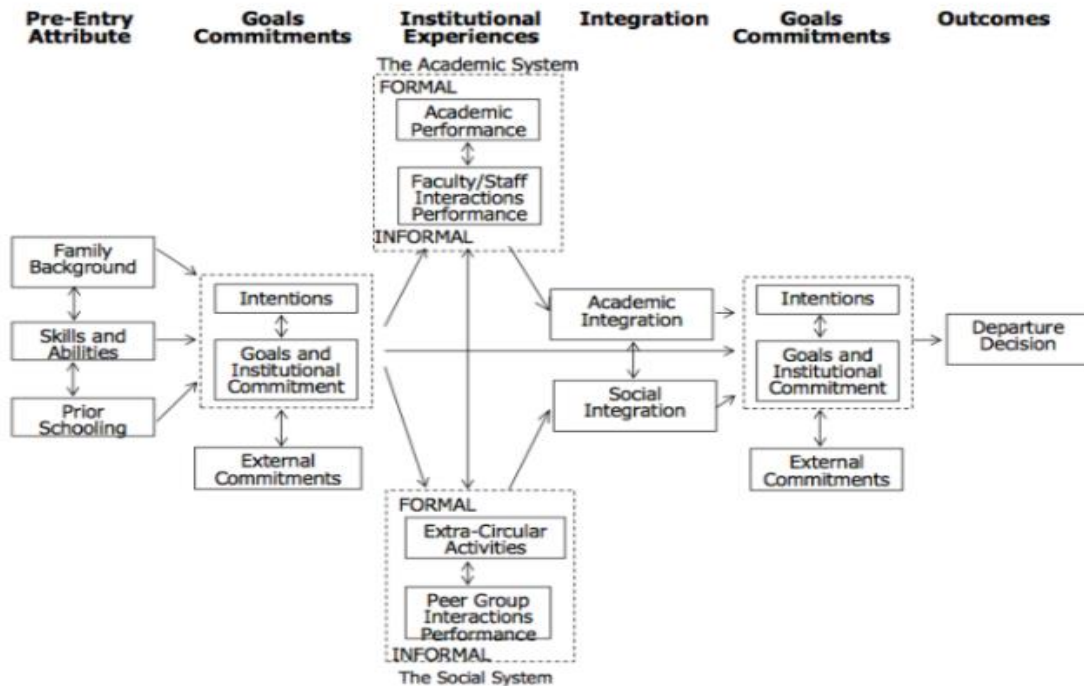 Pre-Entry
Attribute
Goals
Commitments
Institutional
Experiences
Integration
Goals
Commitments
Outcomes
The Academic System
FORMAL
Academic
Performance
Faculty/Staff
Interactions
Performance
INFORMAL
Family
Background
Skills and
Abilities
Prior
Schooling
Intentions
Goals and
Institutional
Commitment
External
Commitments
Academic
Integration
Social
Integration
Intentions
Goals and
Institutional
Commitment
External
Commitments
Departure
Decision
FORMAL
Extra-Circular
Activities
Peer Group
Interactions
Performance
INFORMAL
The Social System